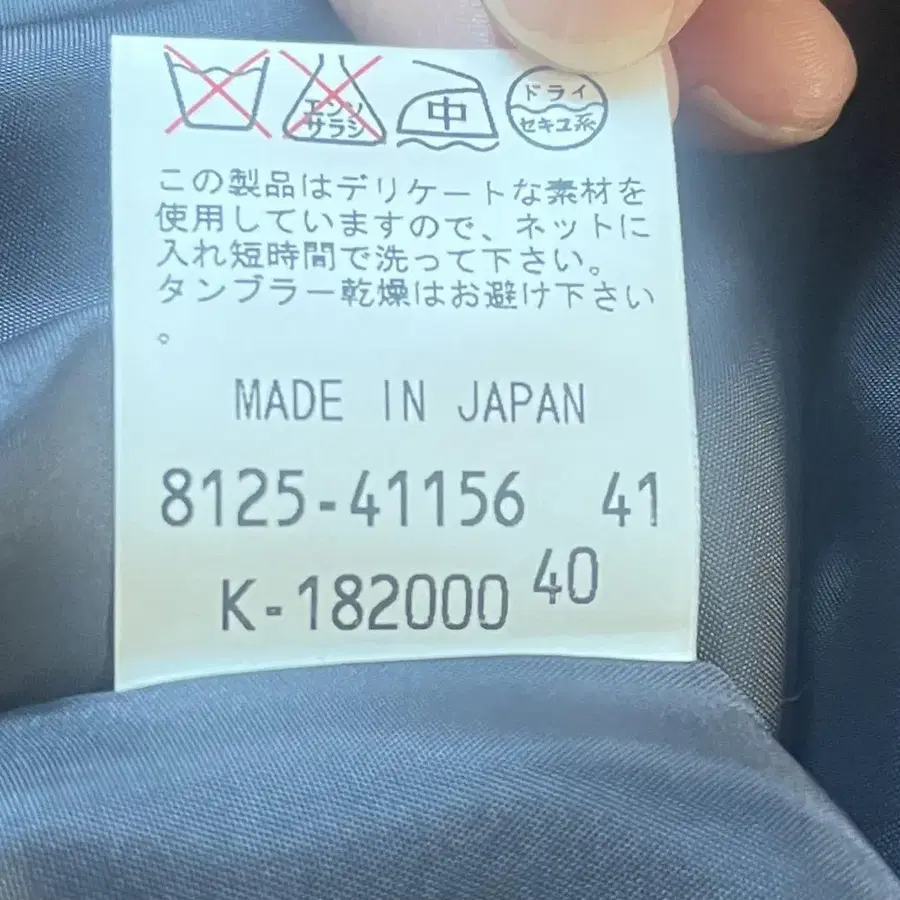 エンソ
サラシ
中
ドライ
セキユ系
この製品はデリケートな素材を
使用していますので、ネットに
入れ短時間で洗って下さい。
タンブラー乾燥はお避け下さい
。
MADE IN JAPAN
8125-41156 41
K-182000 40